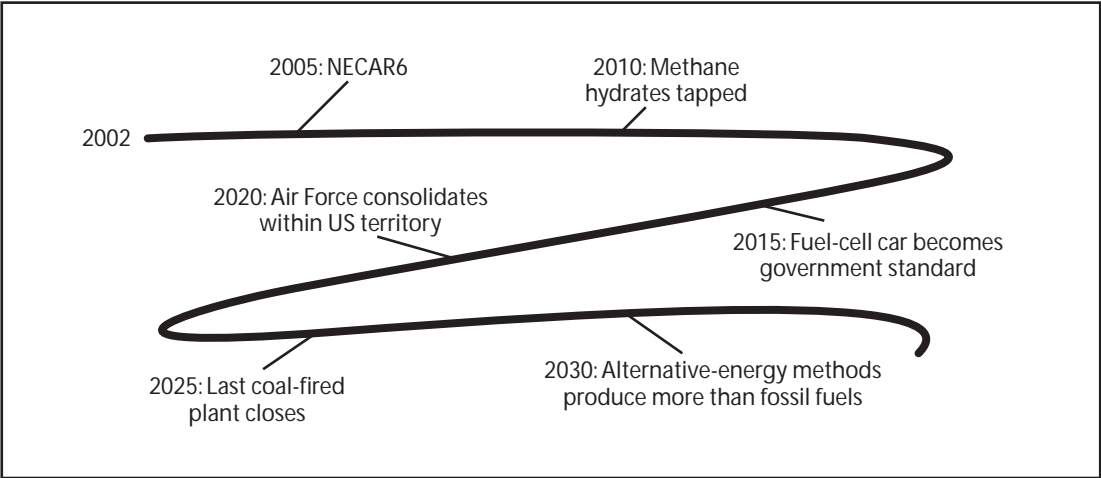 2005: NECAR6
2010: Methane
hydrates tapped
2002
2020: Air Force consolidates
within US territory
2015: Fuel-cell car becomes
government standard
2025: Last coal-fired
plant closes
2030: Alternative-energy methods
produce more than fossil fuels